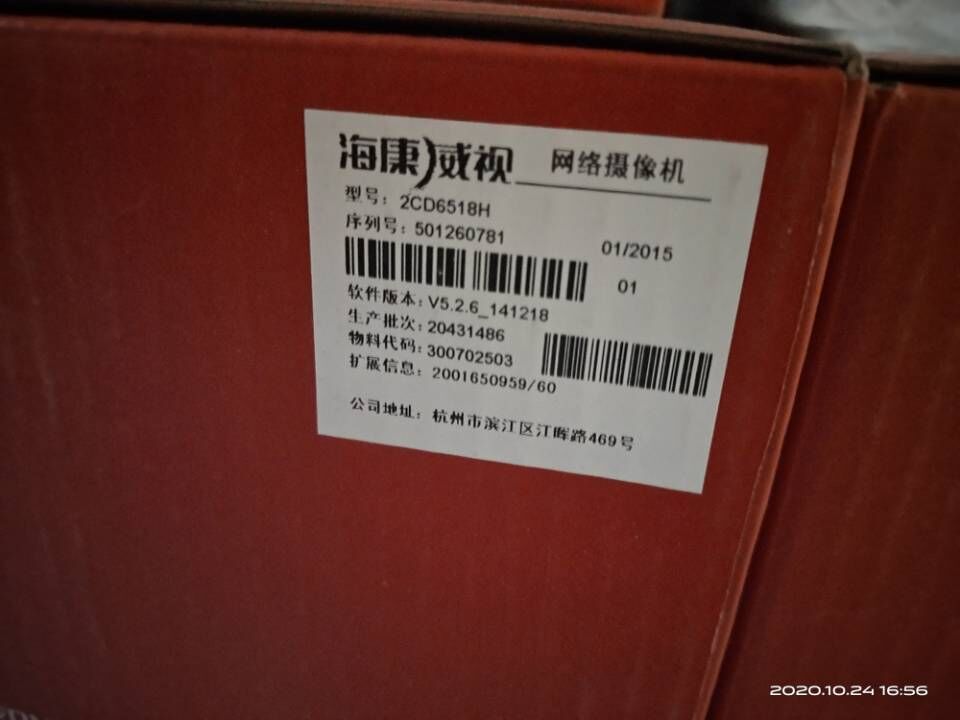 海康威视 网络摄像机
型号: 2CD6518H
序列号: 501260781
01/2015
01
软件版本: V5.2.6_141218
生产批次: 20431486
物料代码: 300702503
扩展信息: 2001650959/60
公司地址: 杭州市滨江区江晖路469号
2020.10.24 16:56